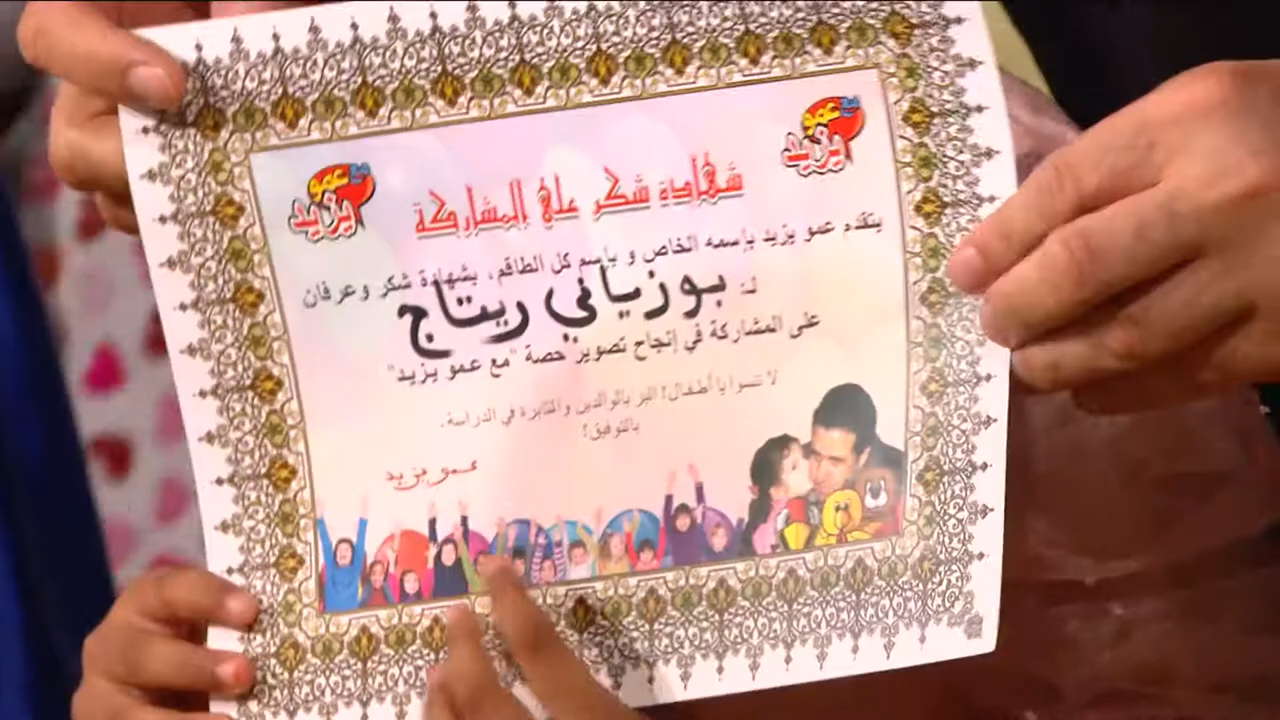 مع عمو يزيد
مع عمو يزيد
شهادة شكر على المشاركة
يتقدم عمو يزيد بإسمه الخاص و بإسم كل الطاقم، بشهادة شكر وعرفان
لـ: بوزياني ريتاج
على المشاركة في إنجاح تصوير حصة "مع عمو يزيد"
لا تنسوا يا أطفال؟ البر بالوالدين والمثابرة في الدراسة.
بالتوفيق؟
عمو يزيد